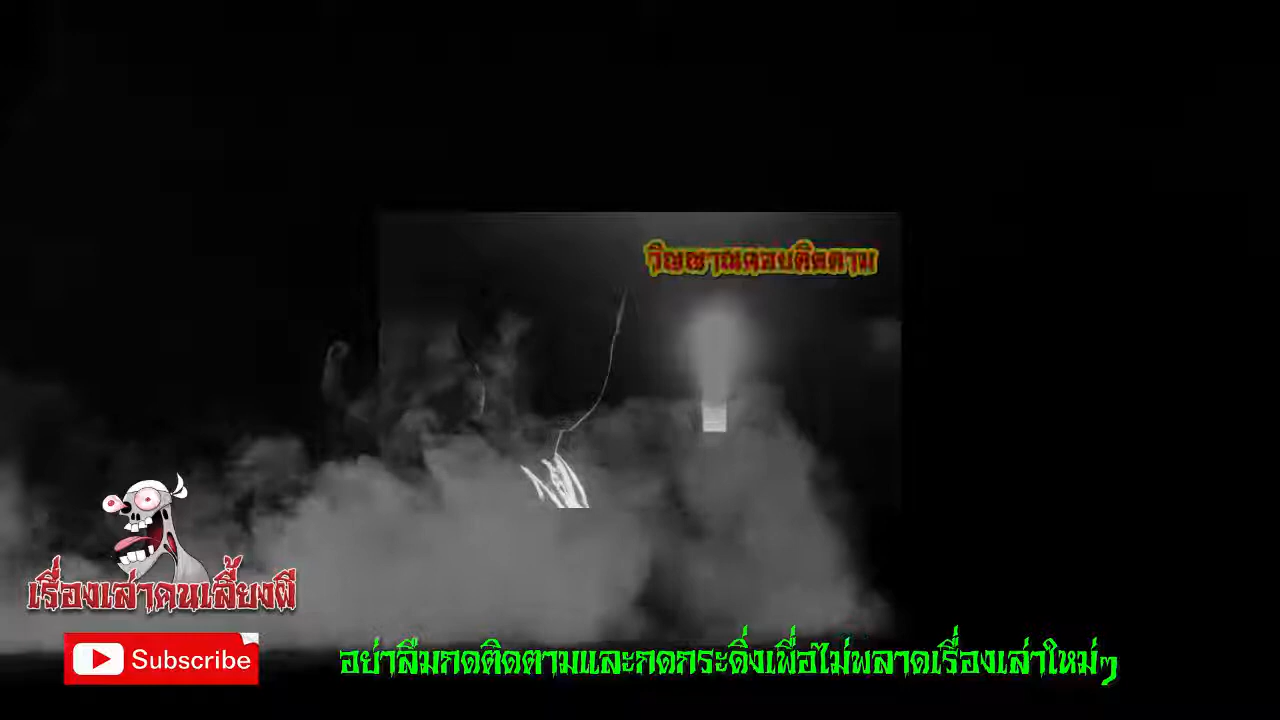 วิญญาณคอยติดตาม
เรื่องเล่าคนเลี้ยงผี
Subscribe
อย่าลืมกดติดตามและกดกระดิ่งเพื่อไม่พลาดเรื่องเล่าใหม่ๆ